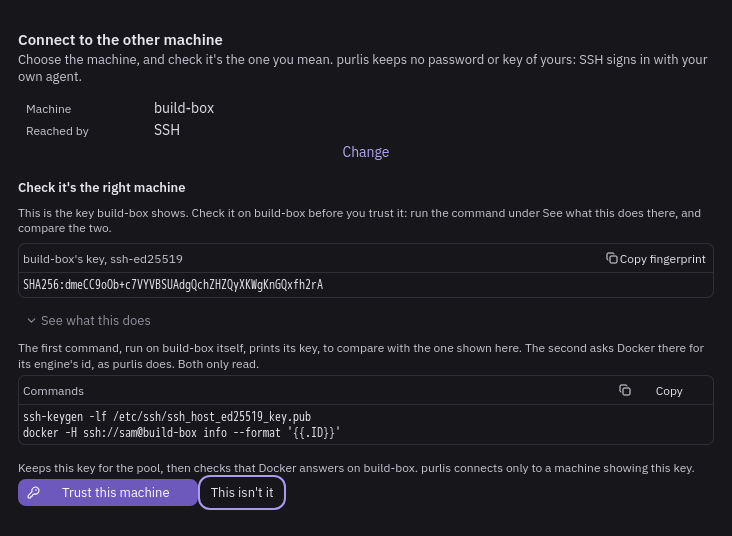 Connect to the other machine
Choose the machine, and check it's the one you mean. purlis keeps no password or key of yours: SSH signs in with your
own agent.
Machine build-box
Reached by SSH
Change
Check it's the right machine
This is the key build-box shows. Check it on build-box before you trust it: run the command under See what this does there, and
compare the two.
build-box's key, ssh-ed25519 Copy fingerprint
SHA256:dmeCC9oOb+c7VYVBSUAdgQchZHZQyXKWgKnGQxfh2rA
See what this does
The first command, run on build-box itself, prints its key, to compare with the one shown here. The second asks Docker there for
its engine's id, as purlis does. Both only read.
Commands Copy
ssh-keygen -lf /etc/ssh/ssh_host_ed25519_key.pub
docker -H ssh://sam@build-box info --format '{{.ID}}'
Keeps this key for the pool, then checks that Docker answers on build-box. purlis connects only to a machine showing this key.
Trust this machine This isn't it